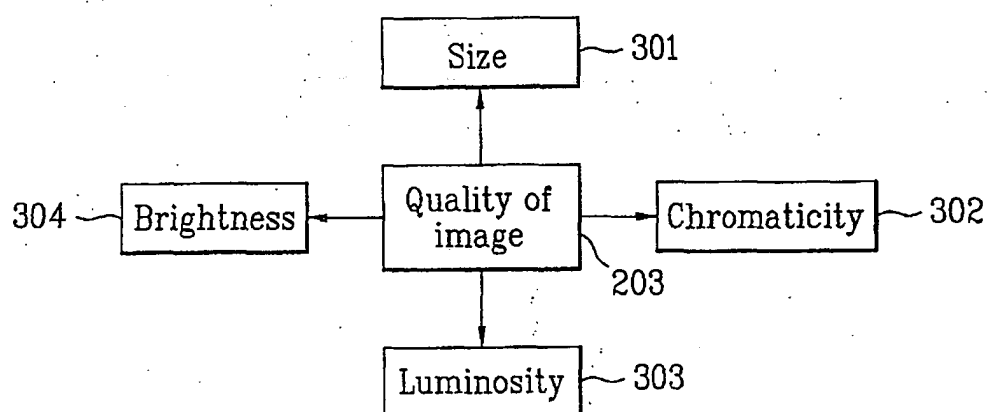 Size
301
304
Brightness
Quality of
image
Chromaticity
302
203
Luminosity
303